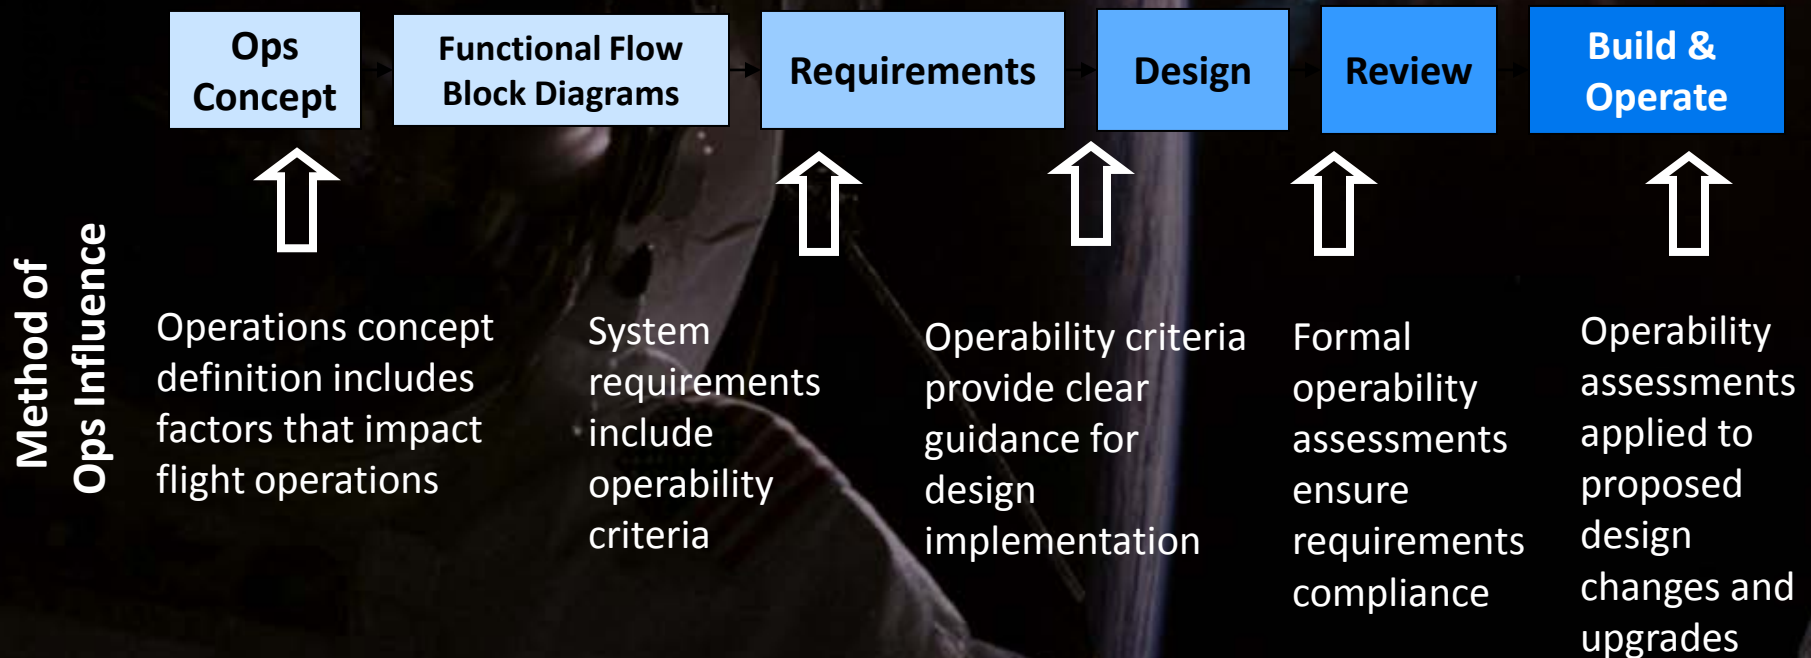 Ops
Concept
Functional Flow
Block Diagrams
Requirements
Design
Review
Build &
Operate
Method of
Ops Influence
Operations concept
definition includes
factors that impact
flight operations
System
requirements
include
operability
criteria
Operability criteria
provide clear
guidance for
design
implementation
Formal
operability
assessments
ensure
requirements
compliance
Operability
assessments
applied to
proposed
design
changes and
upgrades